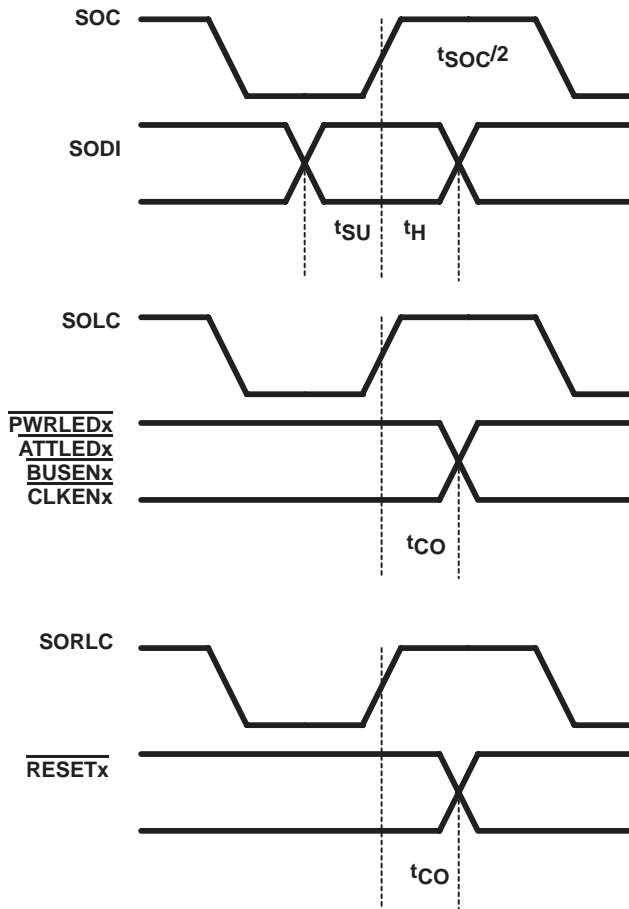 SOC
tSOC/2
SODI
tSU tH
SOLC
PWRLEDx
ATTLEDx
BUSENx
CLKENx
tCO
SORLC
RESETx
tCO